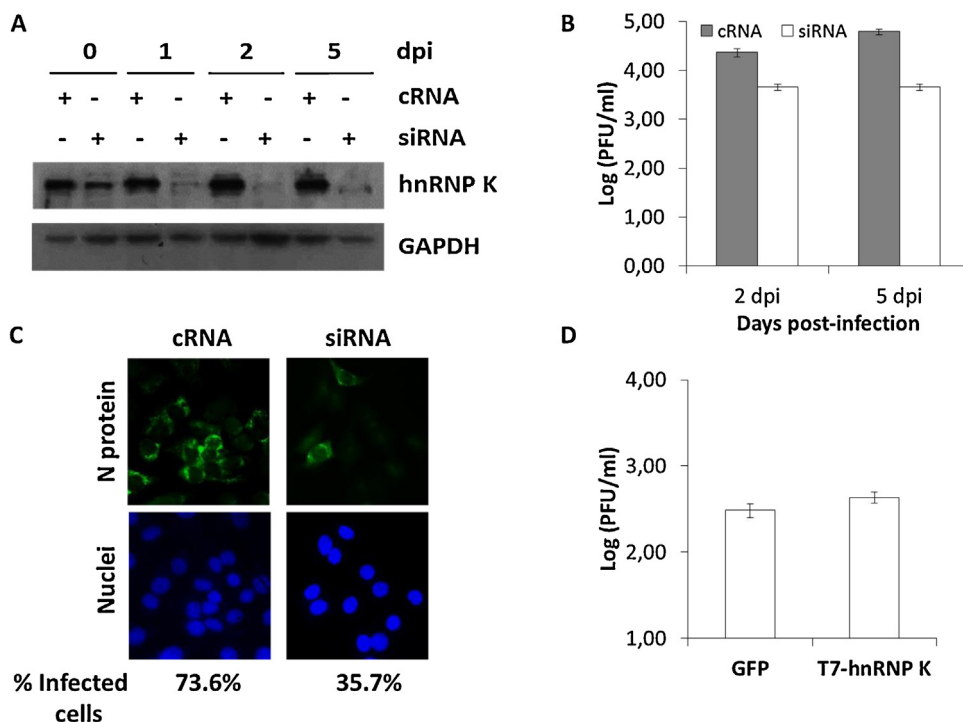 A
0 1 2 5 dpi
+ - + - + - + - cRNA
- + - + - + - + siRNA
hnRNP K
GAPDH
B
cRNA siRNA
5,00
4,00
3,00
2,00
1,00
0,00
Log (PFU/ml)
2 dpi 5 dpi
Days post-infection
C
cRNA siRNA
N protein
Nuclei
% Infected cells
73.6% 35.7%
D
4,00
3,00
2,00
1,00
Log (PFU/ml)
GFP T7-hnRNP K